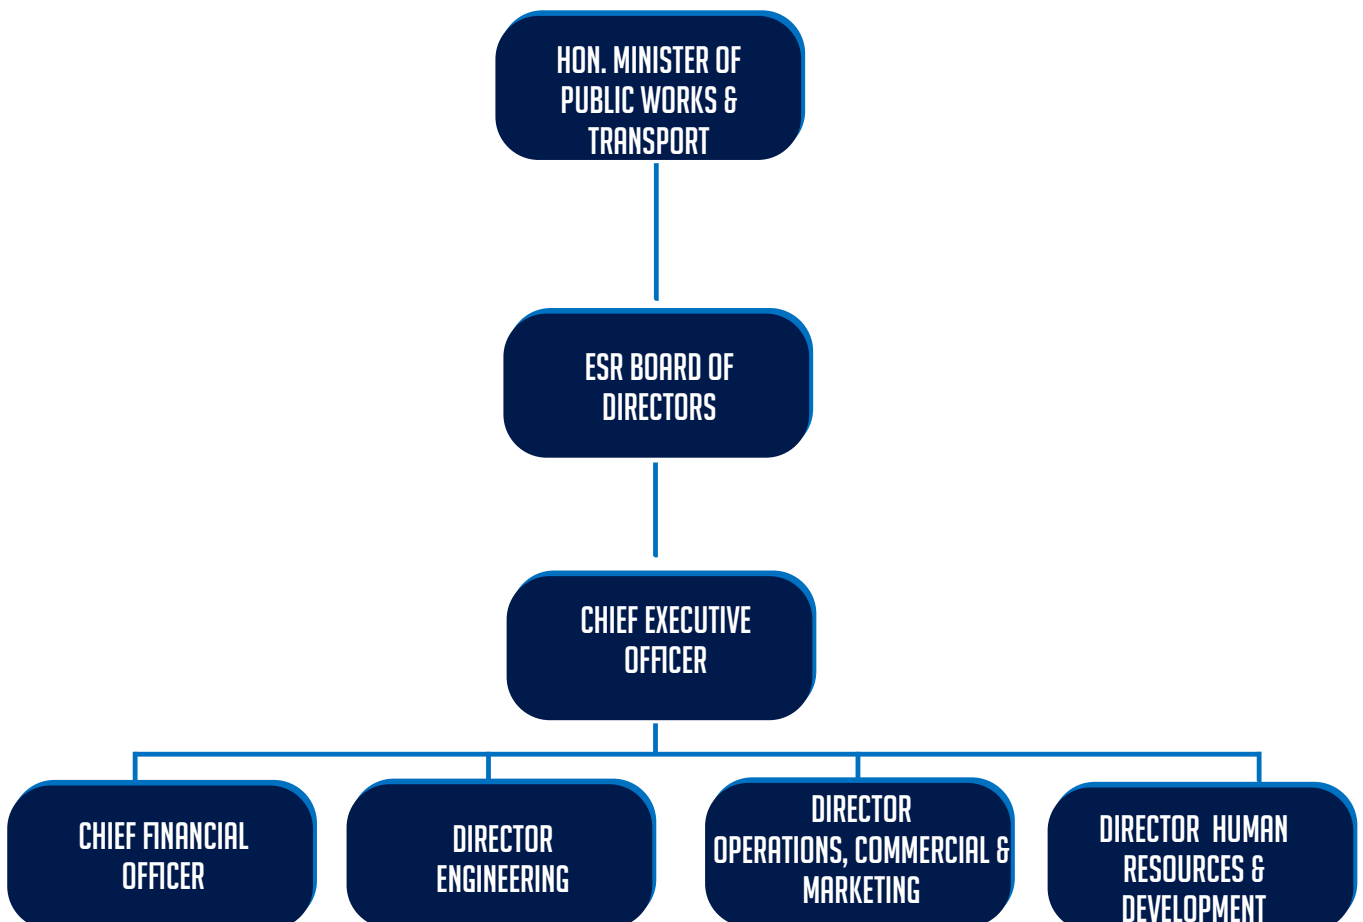 HON. MINISTER OF
PUBLIC WORKS &
TRANSPORT
ESR BOARD OF
DIRECTORS
CHIEF EXECUTIVE
OFFICER
CHIEF FINANCIAL
OFFICER
DIRECTOR
ENGINEERING
DIRECTOR
OPERATIONS, COMMERCIAL &
MARKETING
DIRECTOR HUMAN
RESOURCES &
DEVELOPMENT